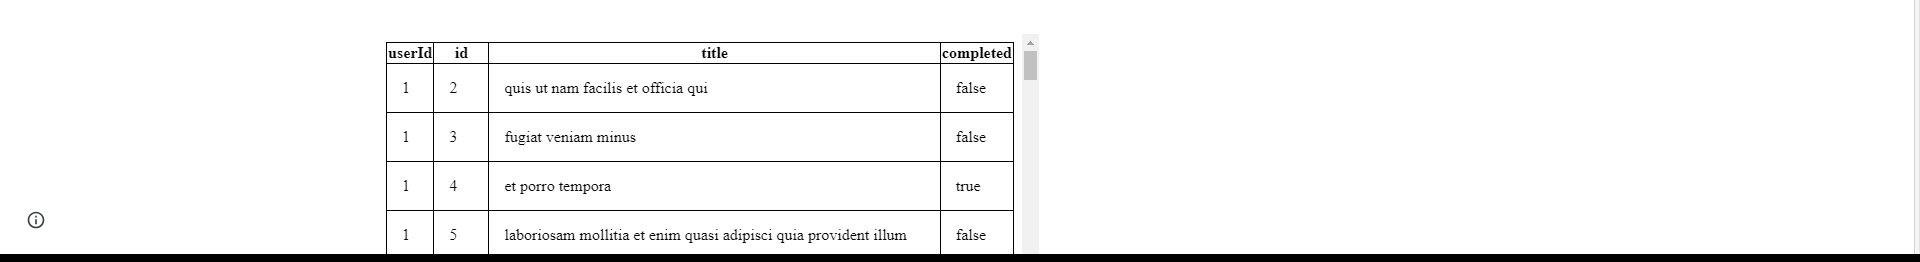 userId id title completed
1 2 quis ut nam facilis et officia qui false
1 3 fugiat veniam minus false
1 4 et porro tempora true
1 5 laboriosam mollitia et enim quasi adipisci quia provident illum false